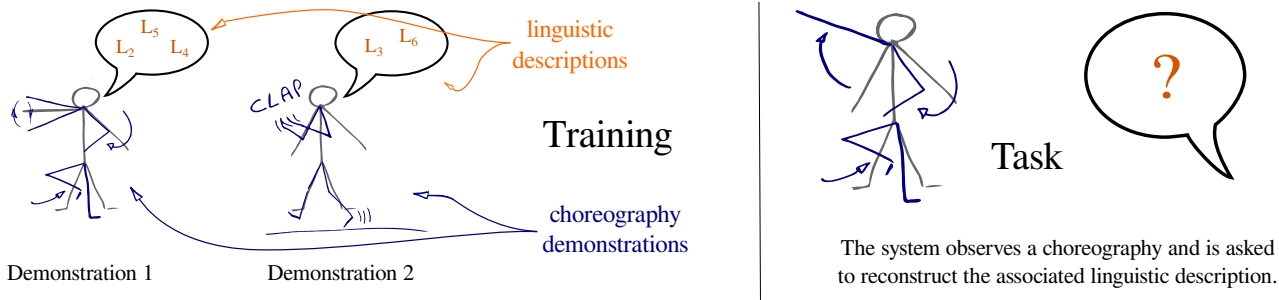 L5
L2
L4
L3
L6
linguistic
descriptions
CLAP
Training
choreography
demonstrations
Demonstration 1
Demonstration 2
?
Task
The system observes a choreography and is asked
to reconstruct the associated linguistic description.